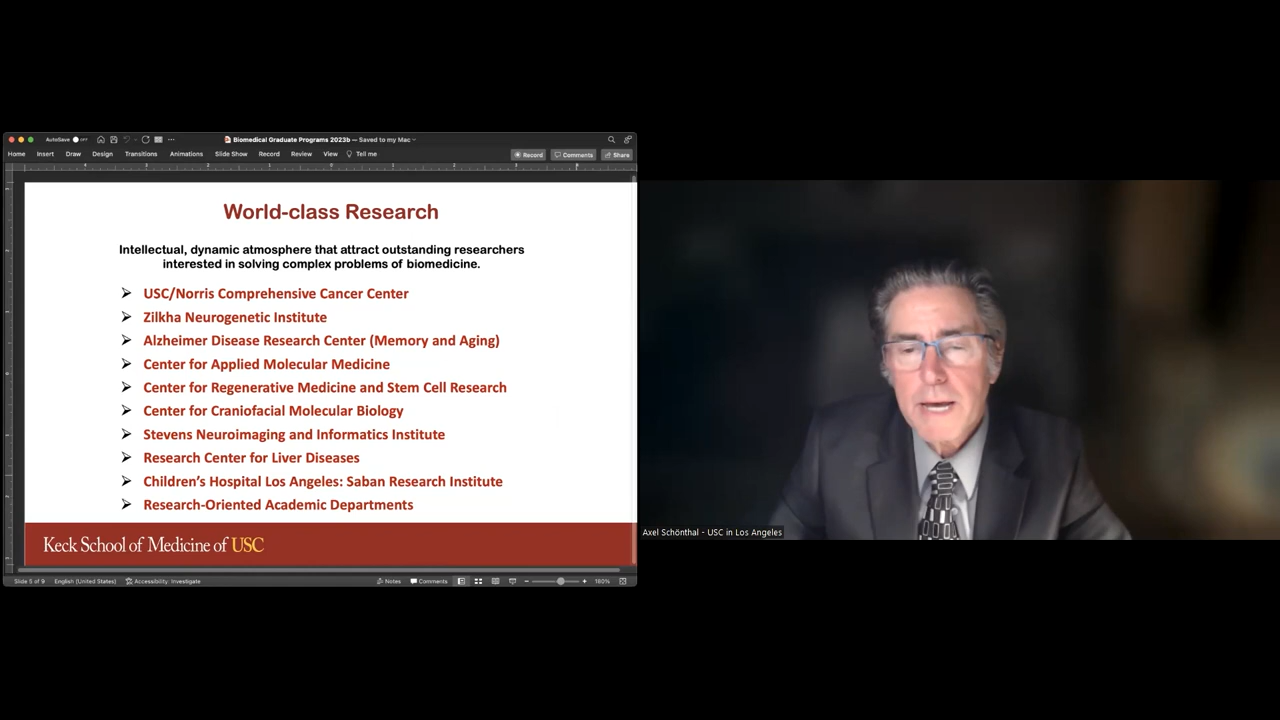 AutoSave OFF
Biomedical Graduate Programs 2023b — Saved to my Mac
Home Insert Draw Design Transitions Animations Slide Show Record Review View Tell me
Record Comments Share
World-class Research
Intellectual, dynamic atmosphere that attract outstanding researchers
interested in solving complex problems of biomedicine.
USC/Norris Comprehensive Cancer Center
Zilkha Neurogenetic Institute
Alzheimer Disease Research Center (Memory and Aging)
Center for Applied Molecular Medicine
Center for Regenerative Medicine and Stem Cell Research
Center for Craniofacial Molecular Biology
Stevens Neuroimaging and Informatics Institute
Research Center for Liver Diseases
Children’s Hospital Los Angeles: Saban Research Institute
Research-Oriented Academic Departments
Keck School of Medicine of USC
Slide 5 of 9 English (United States) Accessibility: Investigate Notes Comments 180%
Axel Schönthal - USC in Los Angeles